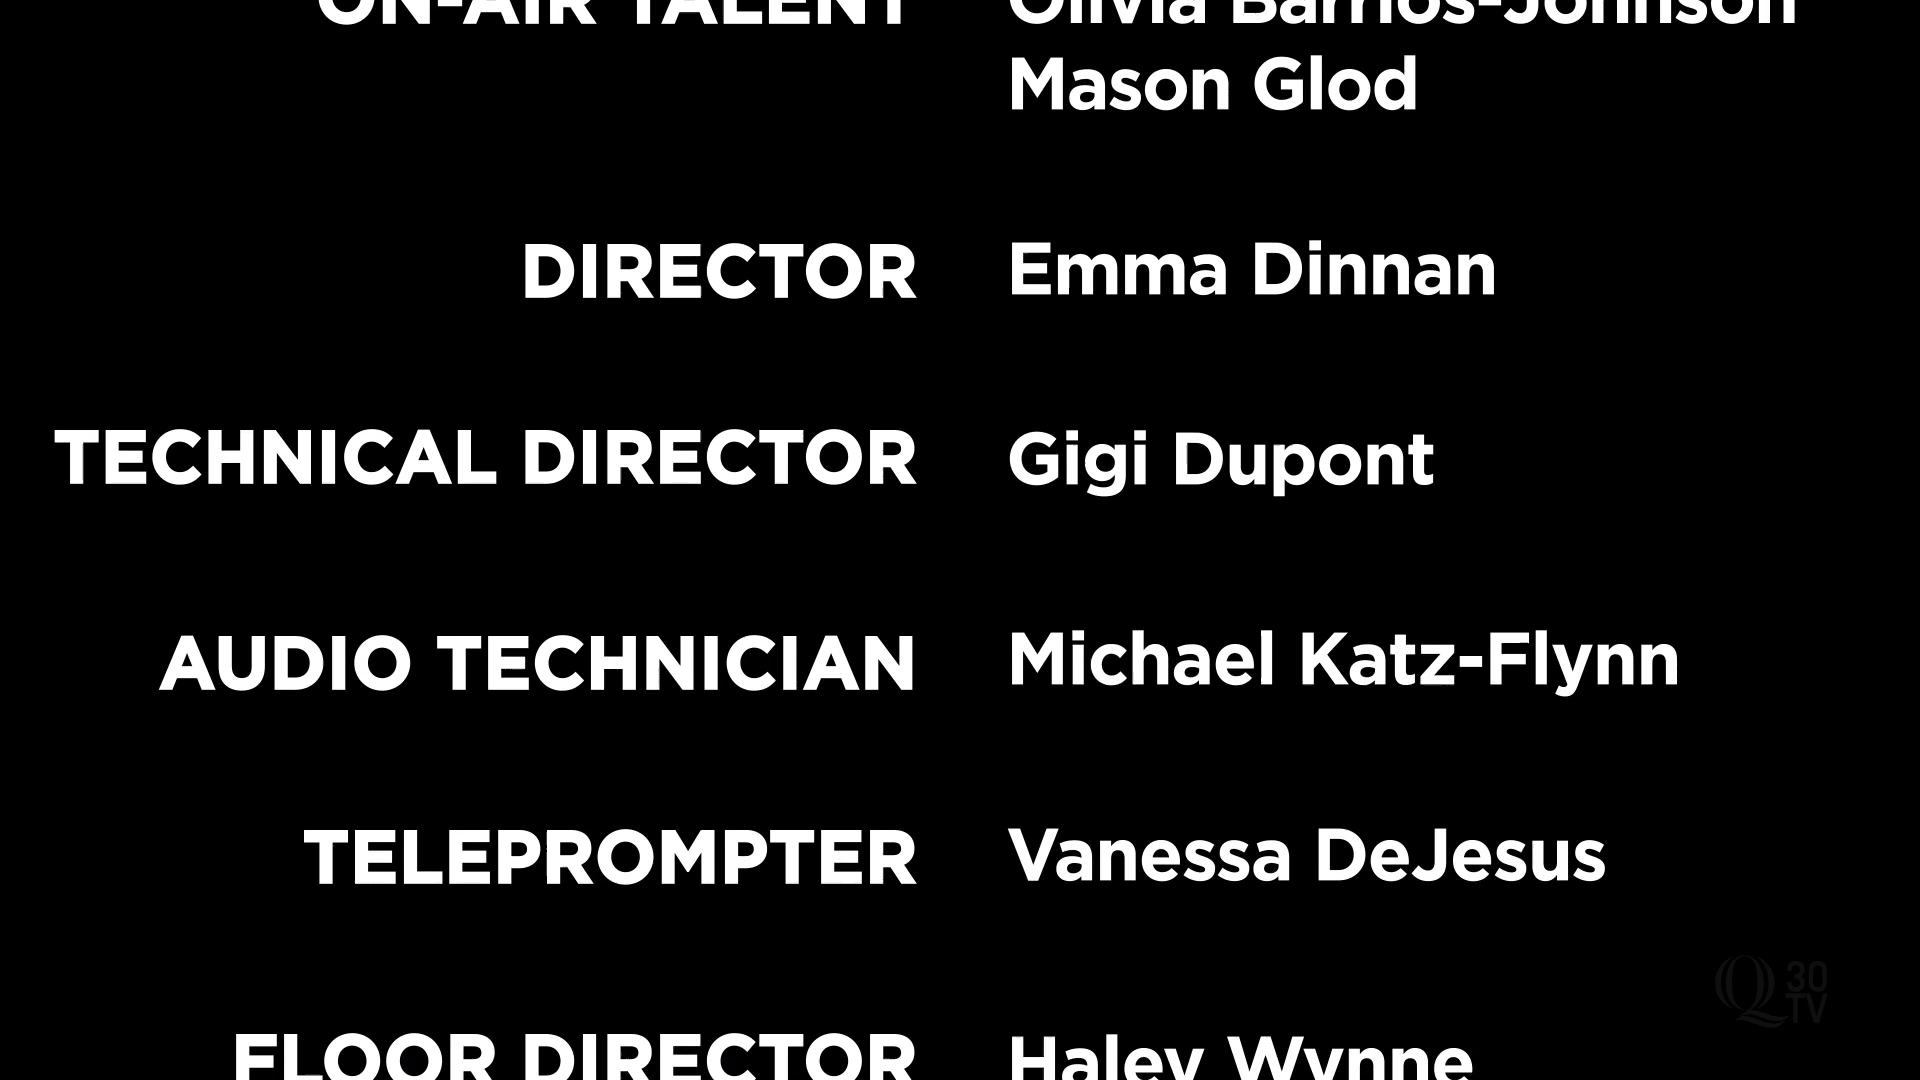 ON-AIR TALENT Olivia Barrios-Johnson
Mason Glod
DIRECTOR Emma Dinnan
TECHNICAL DIRECTOR Gigi Dupont
AUDIO TECHNICIAN Michael Katz-Flynn
TELEPROMPTER Vanessa DeJesus
FLOOR DIRECTOR Haley Wynne
Q 30
TV